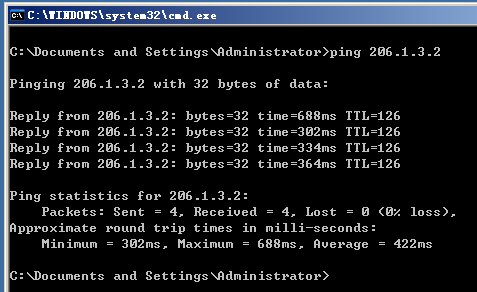 C:\WINDOWS\system32\cmd.exe
C:\Documents and Settings\Administrator>ping 206.1.3.2
Pinging 206.1.3.2 with 32 bytes of data:
Reply from 206.1.3.2: bytes=32 time=688ms TTL=126
Reply from 206.1.3.2: bytes=32 time=302ms TTL=126
Reply from 206.1.3.2: bytes=32 time=334ms TTL=126
Reply from 206.1.3.2: bytes=32 time=364ms TTL=126
Ping statistics for 206.1.3.2:
Packets: Sent = 4, Received = 4, Lost = 0 (0% loss),
Approximate round trip times in milli-seconds:
Minimum = 302ms, Maximum = 688ms, Average = 422ms
C:\Documents and Settings\Administrator>